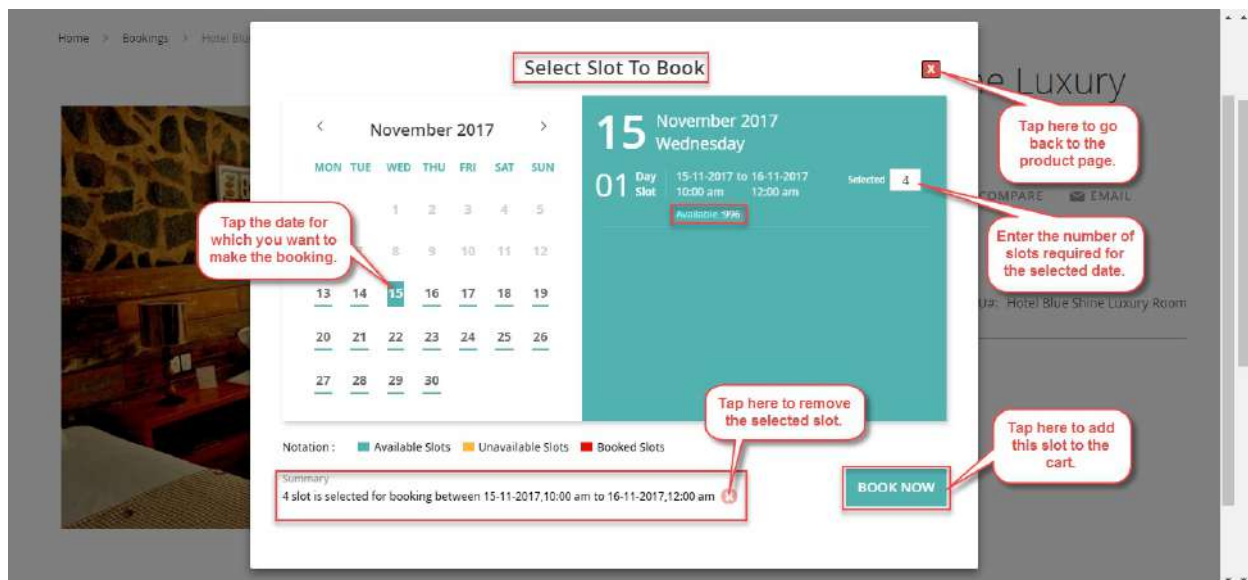 Home > Bookings > Hotel Blu
Select Slot To Book
X
ne Luxury
Tap here to go
back to the
product page.
< November 2017 >
MON TUE WED THU FRI SAT SUN
1 2 3 4 5
7 8 9 10 11 12
13 14 15 16 17 18 19
20 21 22 23 24 25 26
27 28 29 30
Tap the date for
which you want to
make the booking.
15 November 2017
Wednesday
01 Day Slot
15-11-2017 to 16-11-2017
10:00 am 12:00 am
Available 996
Selected 4
COMPARE EMAIL
Enter the number of
slots required for
the selected date.
U#: Hotel Blue Shine Luxury Room
Tap here to remove
the selected slot.
Tap here to add
this slot to the
cart.
Notation : Available Slots Unavailable Slots Booked Slots
Summary
4 slot is selected for booking between 15-11-2017,10:00 am to 16-11-2017,12:00 am
BOOK NOW